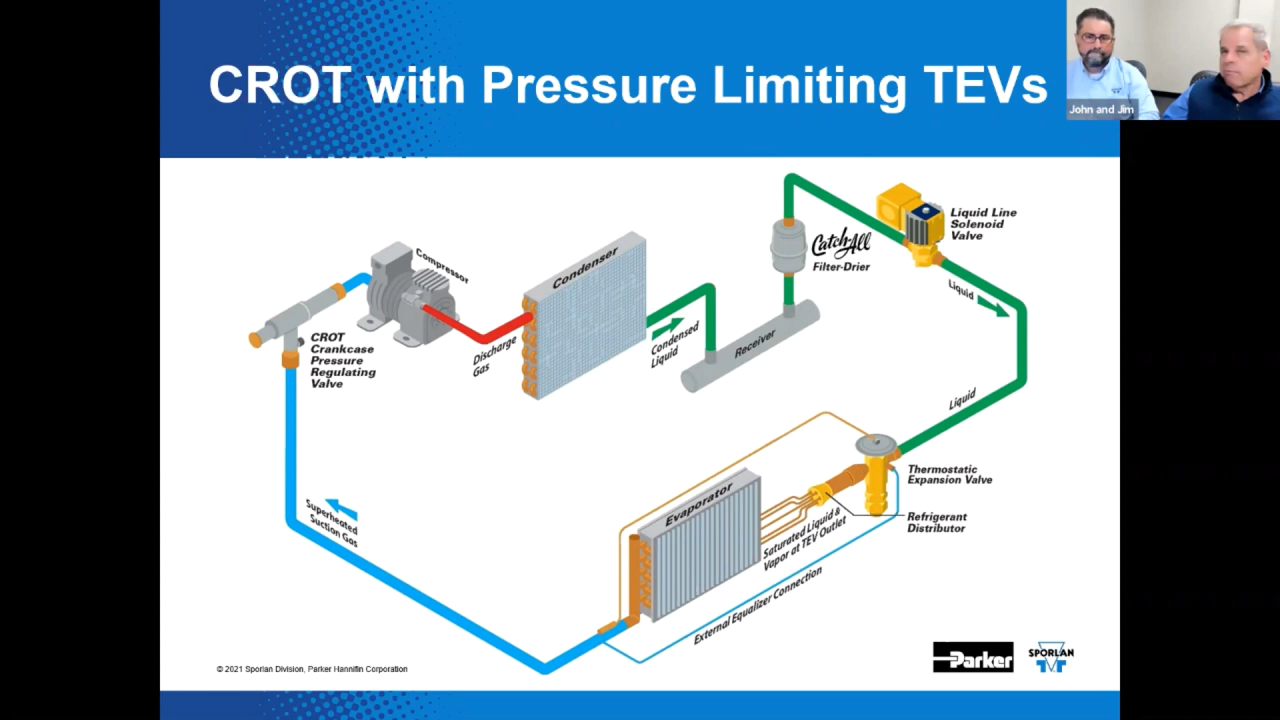 CROT with Pressure Limiting TEVs
John and Jim
Compressor
Condenser
Catch-All
Filter-Drier
Liquid Line
Solenoid
Valve
Liquid
CROT
Crankcase
Pressure
Regulating
Valve
Discharge
Gas
Condensed
Liquid
Receiver
Liquid
Thermostatic
Expansion Valve
Evaporator
Refrigerant
Distributor
Saturated Liquid &
Vapor at TEV Outlet
Superheated
Suction Gas
External Equalizer Connection
© 2021 Sporlan Division, Parker Hannifin Corporation
Parker
SPORLAN